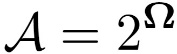 𝒜 = 2^𝛀